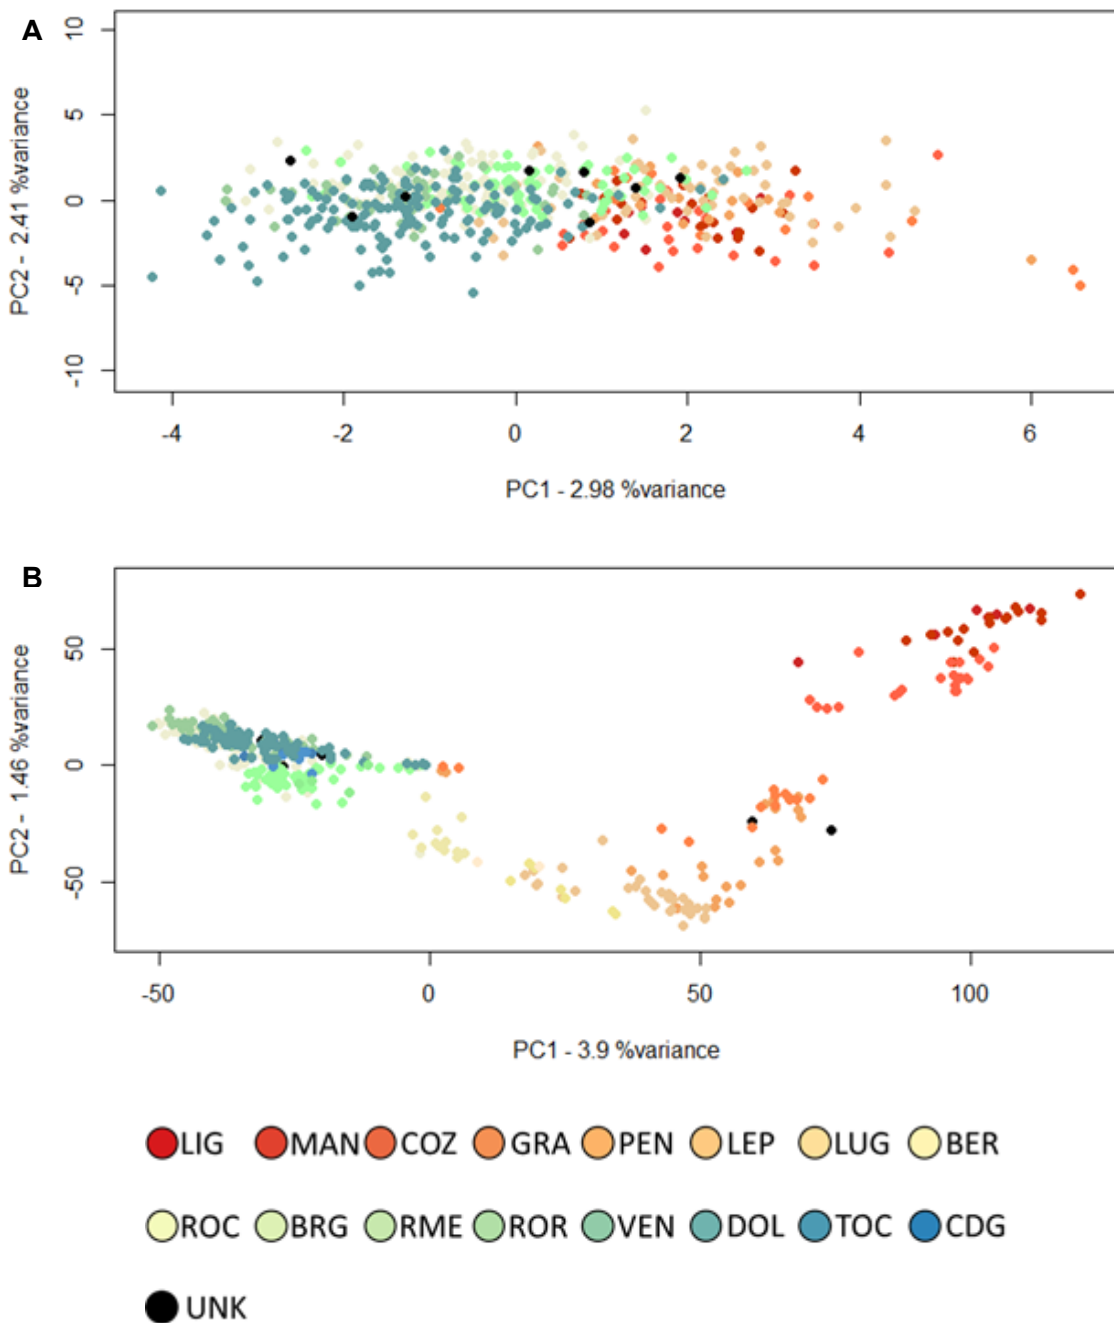 A
10
5
0
-5
-10
PC2 - 2.41 %variance
-4 -2 0 2 4 6
PC1 - 2.98 %variance
B
50
0
-50
PC2 - 1.46 %variance
-50 0 50 100
PC1 - 3.9 %variance
LIG MAN COZ GRA PEN LEP LUG BER
ROC BRG RME ROR VEN DOL TOC CDG
UNK